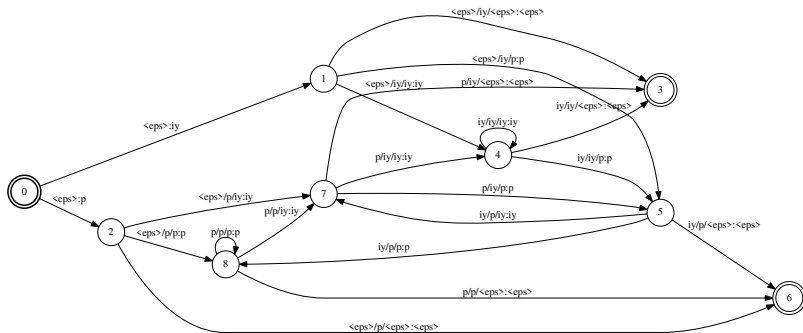 <eps>/iy/<eps>:<eps>
<eps>/iy/p:p
1
<eps>/iy/iy:iy
p/iy/<eps>:<eps>
3
iy/iy/<eps>:<eps>
<eps>:iy
iy/iy/iy:iy
4
p/iy/iy:iy
iy/iy/p:p
0
<eps>:p
<eps>/p/iy:iy
7
p/iy/p:p
5
p/p/iy:iy
iy/p/iy:iy
2
<eps>/p/p:p
p/p/p:p
iy/p/<eps>:<eps>
8
iy/p/p:p
p/p/<eps>:<eps>
6
<eps>/p/<eps>:<eps>